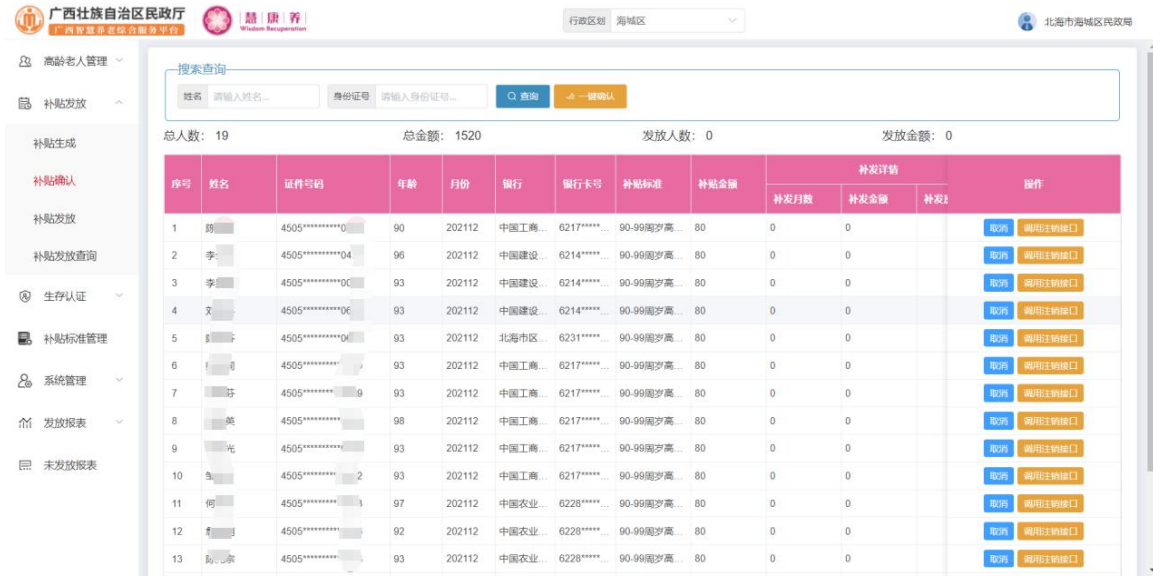 广西壮族自治区民政厅
广西智慧养老综合服务平台
慧 康 养
Wisdom Recuperation
行政区划 海城区
北海市海城区民政局
高龄老人管理
补贴发放
补贴生成
补贴确认
补贴发放
补贴发放查询
生存认证
补贴标准管理
系统管理
发放报表
未发放报表
搜索查询
姓名 请输入姓名... 身份证号 请输入身份证号... 查询 一键确认
总人数: 19 总金额: 1520 发放人数: 0 发放金额: 0
序号 姓名 证件号码 年龄 月份 银行 银行卡号 补贴标准 补贴金额 补发详情 操作
补发月数 补发金额
1 4505**********0 90 202112 中国工商... 6217*****... 90-99周岁高... 80 0 0 取消 调用注销接口
2 李 4505**********04 96 202112 中国建设... 6214*****... 90-99周岁高... 80 0 0 取消 调用注销接口
3 李 4505**********00 93 202112 中国建设... 6214*****... 90-99周岁高... 80 0 0 取消 调用注销接口
4 4505**********06 93 202112 中国建设... 6214*****... 90-99周岁高... 80 0 0 取消 调用注销接口
5 4505**********06 93 202112 北海市区... 6231*****... 90-99周岁高... 80 0 0 取消 调用注销接口
6 4505********** 93 202112 中国工商... 6217*****... 90-99周岁高... 80 0 0 取消 调用注销接口
7 芬 4505******** 9 93 202112 中国工商... 6217*****... 90-99周岁高... 80 0 0 取消 调用注销接口
8 英 4505********** 98 202112 中国工商... 6217*****... 90-99周岁高... 80 0 0 取消 调用注销接口
9 光 4505********** 93 202112 中国工商... 6217*****... 90-99周岁高... 80 0 0 取消 调用注销接口
10 4505********* 2 93 202112 中国工商... 6217*****... 90-99周岁高... 80 0 0 取消 调用注销接口
11 何 4505********* 97 202112 中国农业... 6228*****... 90-99周岁高... 80 0 0 取消 调用注销接口
12 4505********** 92 202112 中国农业... 6228*****... 90-99周岁高... 80 0 0 取消 调用注销接口
13 宗 4505********* 93 202112 中国农业... 6228*****... 90-99周岁高... 80 0 0 取消 调用注销接口